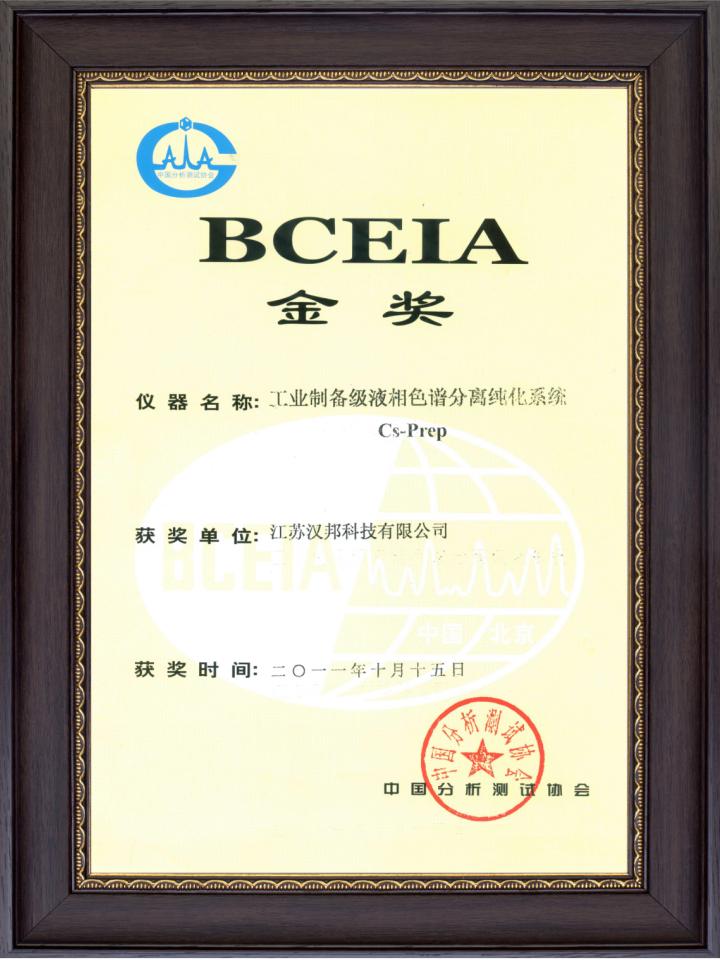 CAIA
中国分析测试协会
BCEIA
金奖
仪器名称: 工业制备级液相色谱分离纯化系统
Cs-Prep
获奖单位: 江苏汉邦科技有限公司
BCEIA
中国 北京
获奖时间: 二〇一一年十月十五日
中国分析测试协会
中国分析测试协会